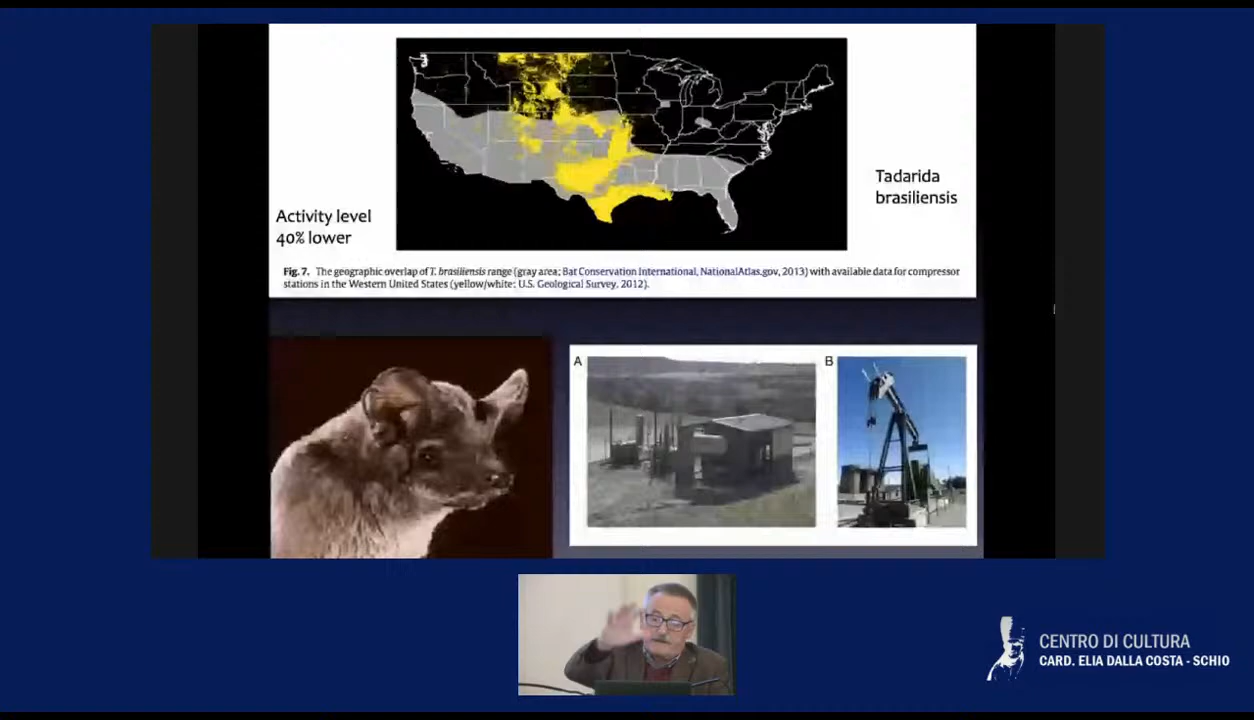 Activity level
40% lower
Tadarida
brasiliensis
Fig. 7. The geographic overlap of T. brasiliensis range (gray area; Bat Conservation International, NationalAtlas.gov, 2013) with available data for compressor
stations in the Western United States (yellow/white; U.S. Geological Survey, 2012).
A
B
CENTRO DI CULTURA
CARD. ELIA DALLA COSTA - SCHIO